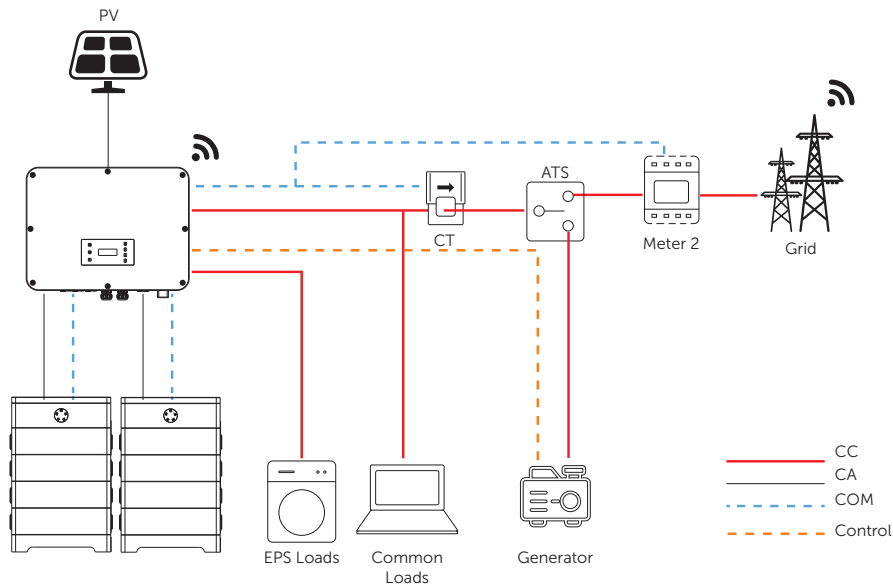 PV
ATS
CT
Meter 2
Grid
EPS Loads
Common
Loads
Generator
CC
CA
COM
Control